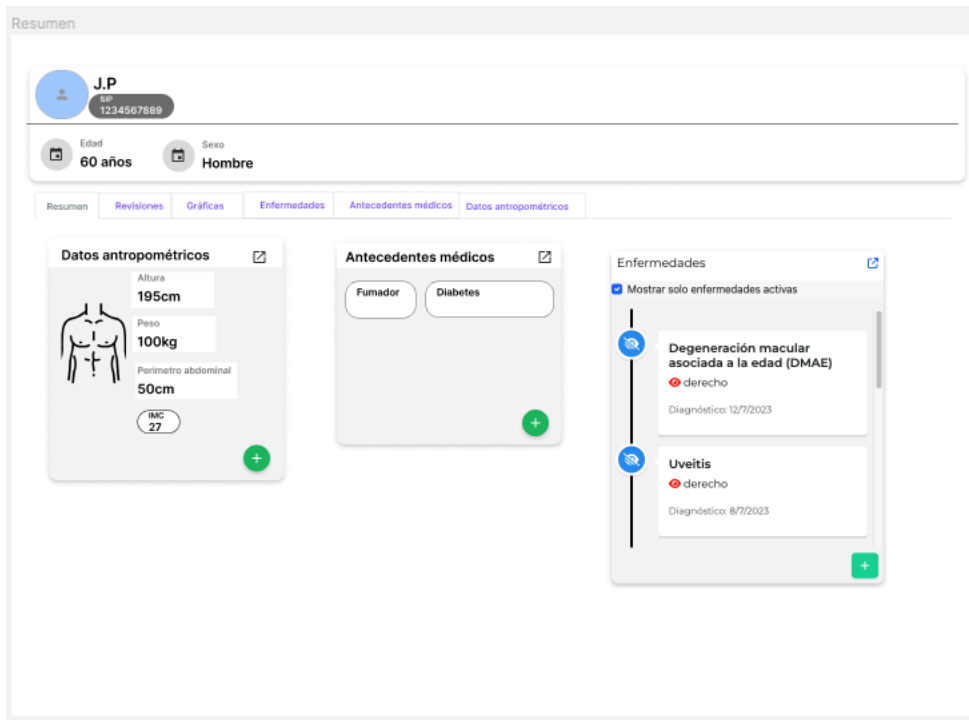 Resumen
J.P
SIP
1234567889
Edad
60 años
Sexo
Hombre
Resumen
Revisiones
Gráficas
Enfermedades
Antecedentes médicos
Datos antropométricos
Datos antropométricos
Altura
195cm
Peso
100kg
Perímetro abdominal
50cm
IMC
27
Antecedentes médicos
Fumador
Diabetes
Enfermedades
Mostrar solo enfermedades activas
Degeneración macular
asociada a la edad (DMAE)
derecho
Diagnóstico: 12/7/2023
Uveitis
derecho
Diagnóstico: 8/7/2023